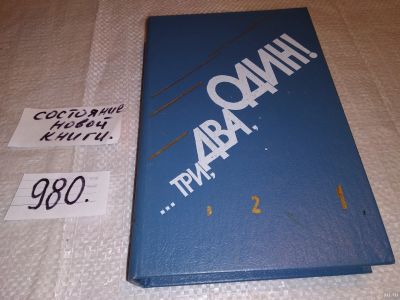 СОСТОЯНИЕ
НОВОЙ
КНИГИ.
980.
... ТРИ,
ДВА,
ОДИН!
3 2 1